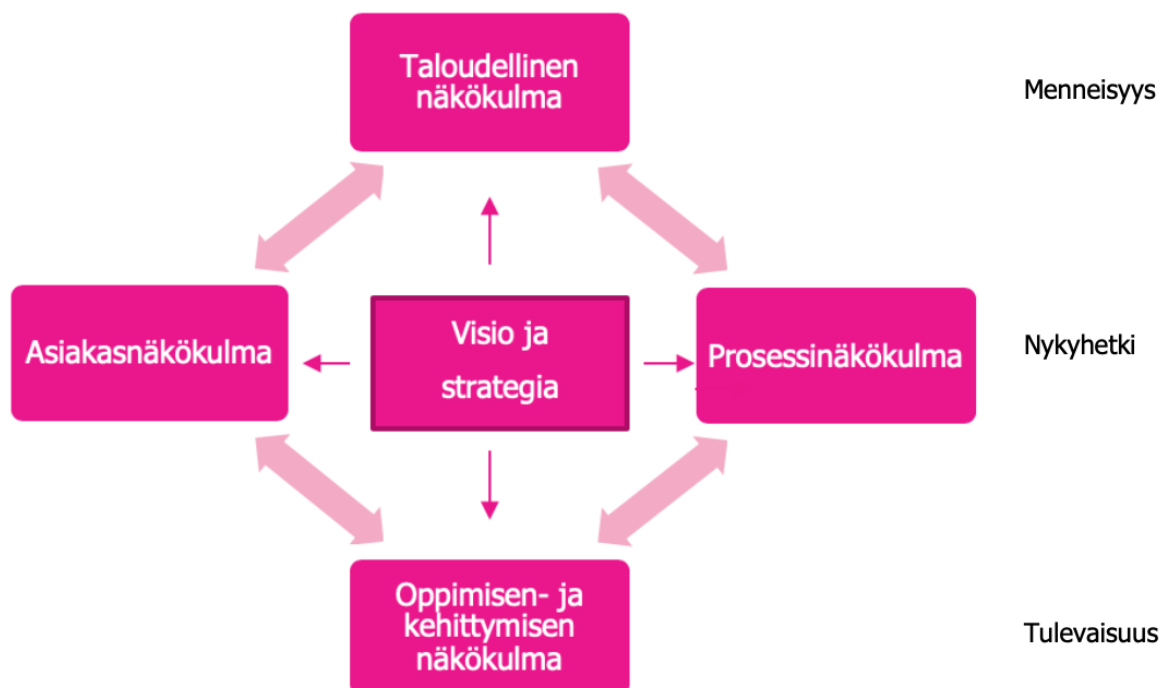 Taloudellinen
näkökulma
Menneisyys
Asiakasnäkökulma
Visio ja
strategia
Prosessinäkökulma
Nykyhetki
Oppimisen- ja
kehittymisen
näkökulma
Tulevaisuus